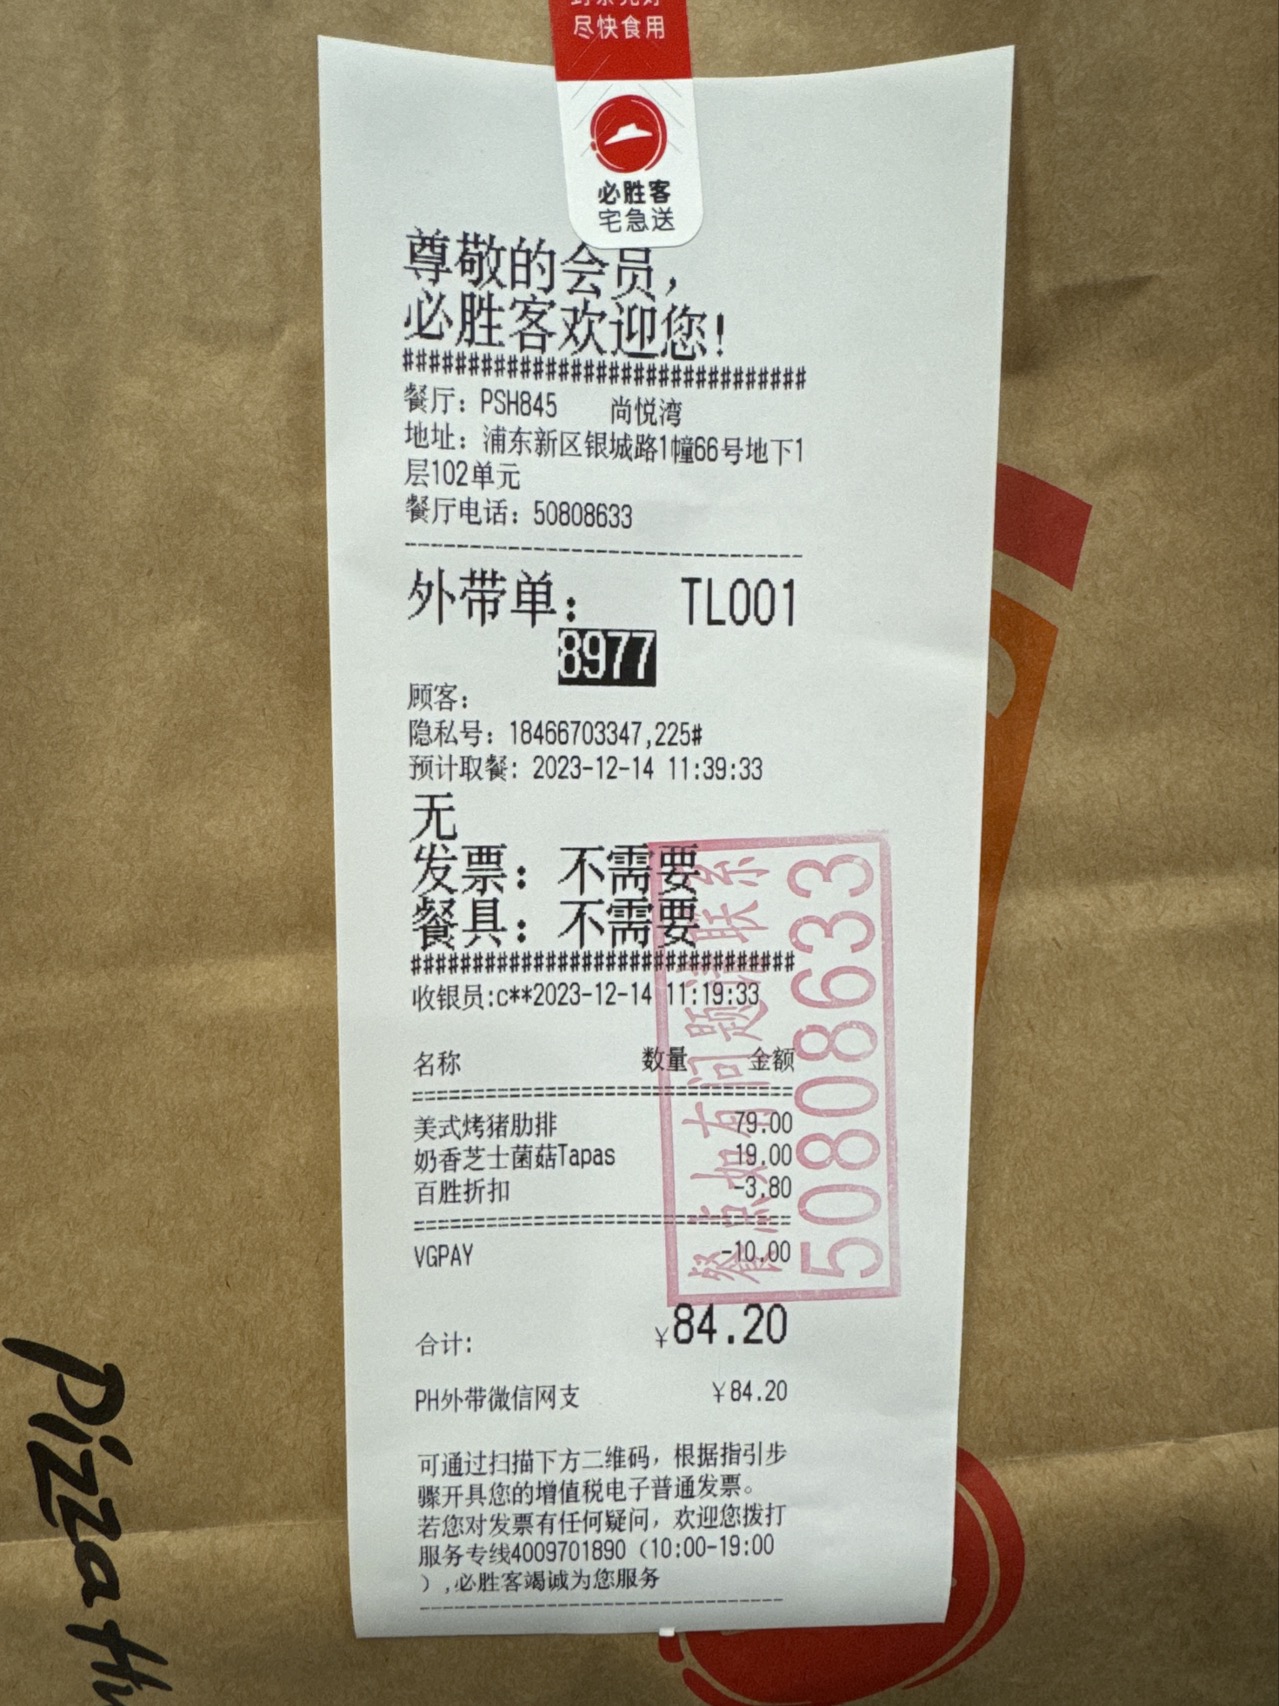 尽快食用
必胜客
宅急送
尊敬的会员，
必胜客欢迎您!
################################
餐厅: PSH845 尚悦湾
地址: 浦东新区银城路1幢66号地下1
层102单元
餐厅电话: 50808633
--------------------------------
外带单: TL001
8977
顾客:
隐私号: 18466703347,225#
预计取餐: 2023-12-14 11:39:33
无
发票: 不需要
餐具: 不需要
################################
收银员:c**2023-12-14 11:19:33
名称 数量 金额
================================
美式烤猪肋排 79.00
奶香芝士菌菇Tapas 19.00
百胜折扣 -3.80
================================
VGPAY -10.00
合计: ¥84.20
PH外带微信网支 ¥84.20
可通过扫描下方二维码，根据指引步
骤开具您的增值税电子普通发票。
若您对发票有任何疑问，欢迎您拨打
服务专线4009701890（10:00-19:00
）,必胜客竭诚为您服务
--------------------------------
餐点如有问题请联系
50808633
Pizza Hu